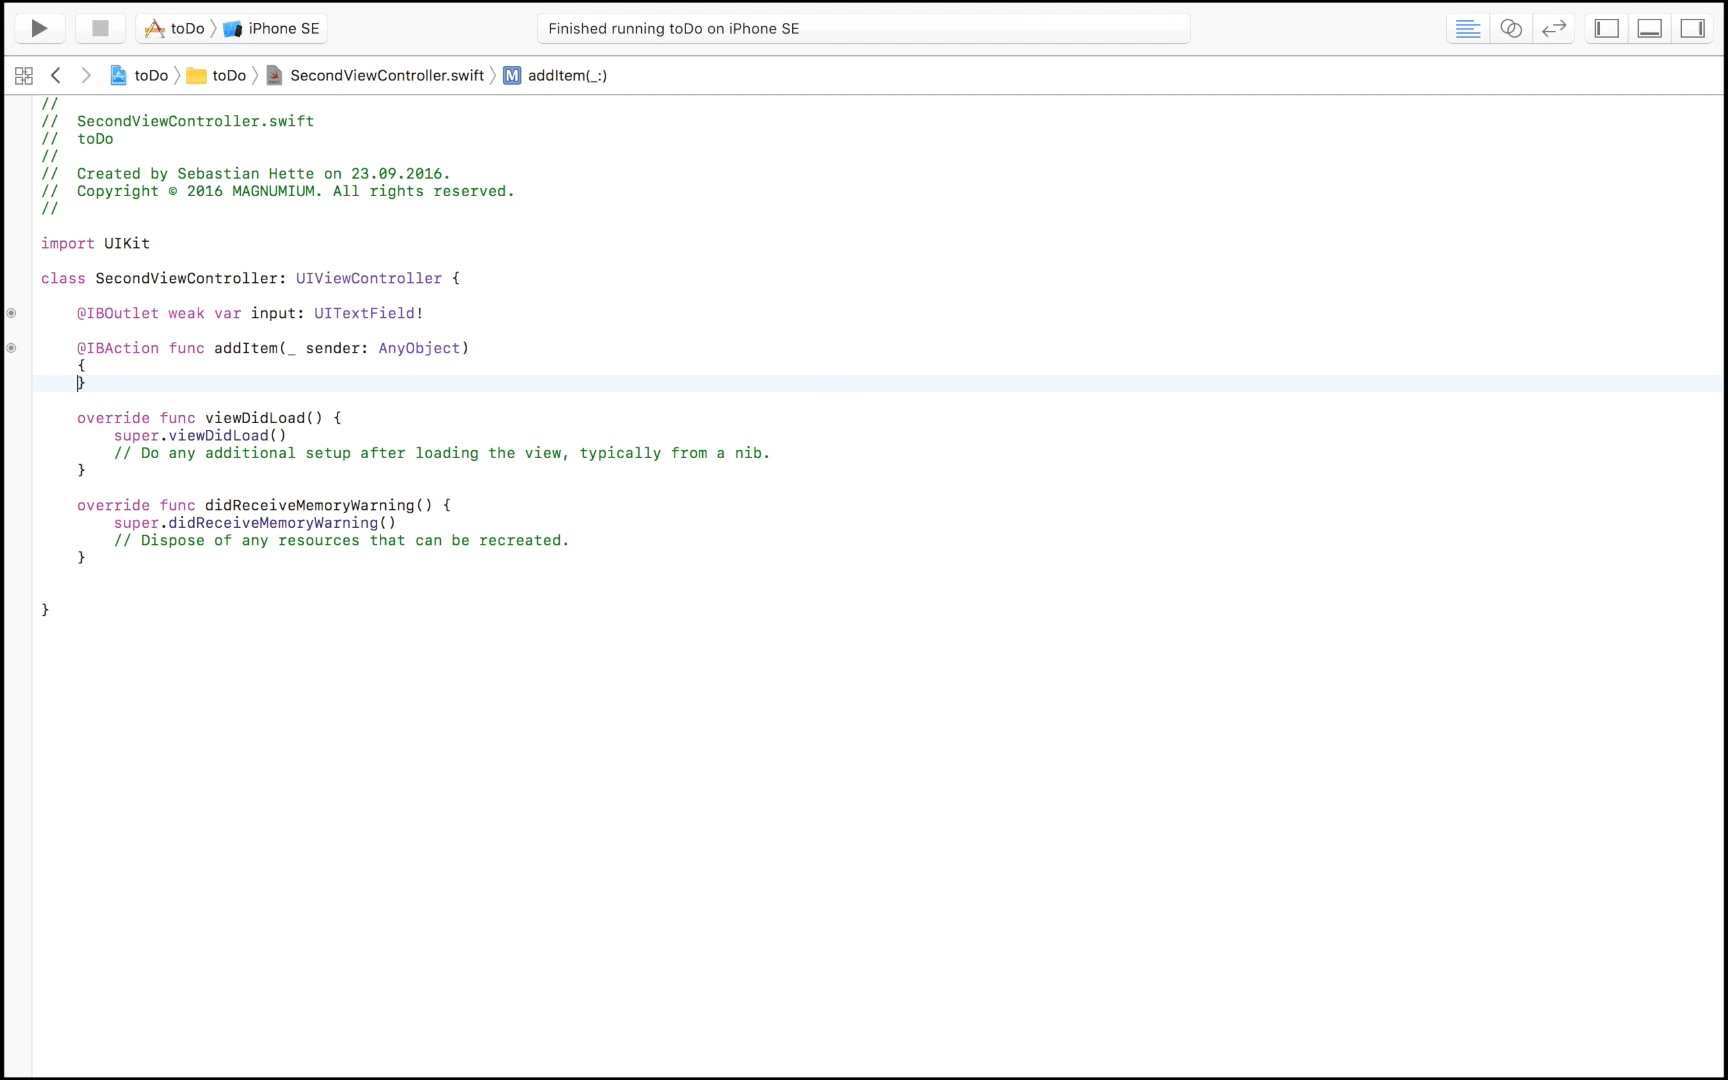 toDo iPhone SE Finished running toDo on iPhone SE
toDo toDo SecondViewController.swift M addItem(_:)
//
//  SecondViewController.swift
//  toDo
//
//  Created by Sebastian Hette on 23.09.2016.
//  Copyright © 2016 MAGNUMIUM. All rights reserved.
//
import UIKit
class SecondViewController: UIViewController {
    @IBOutlet weak var input: UITextField!
    @IBAction func addItem(_ sender: AnyObject)
    {
    }
    override func viewDidLoad() {
        super.viewDidLoad()
        // Do any additional setup after loading the view, typically from a nib.
    }
    override func didReceiveMemoryWarning() {
        super.didReceiveMemoryWarning()
        // Dispose of any resources that can be recreated.
    }
}